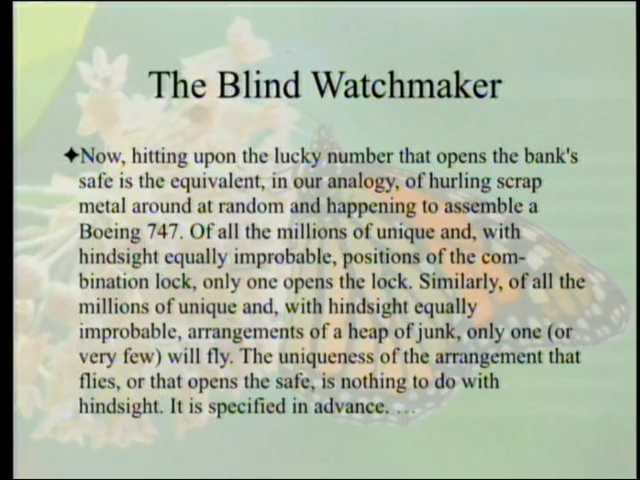 The Blind Watchmaker
✦Now, hitting upon the lucky number that opens the bank's
safe is the equivalent, in our analogy, of hurling scrap
metal around at random and happening to assemble a
Boeing 747. Of all the millions of unique and, with
hindsight equally improbable, positions of the com-
bination lock, only one opens the lock. Similarly, of all the
millions of unique and, with hindsight equally
improbable, arrangements of a heap of junk, only one (or
very few) will fly. The uniqueness of the arrangement that
flies, or that opens the safe, is nothing to do with
hindsight. It is specified in advance. …